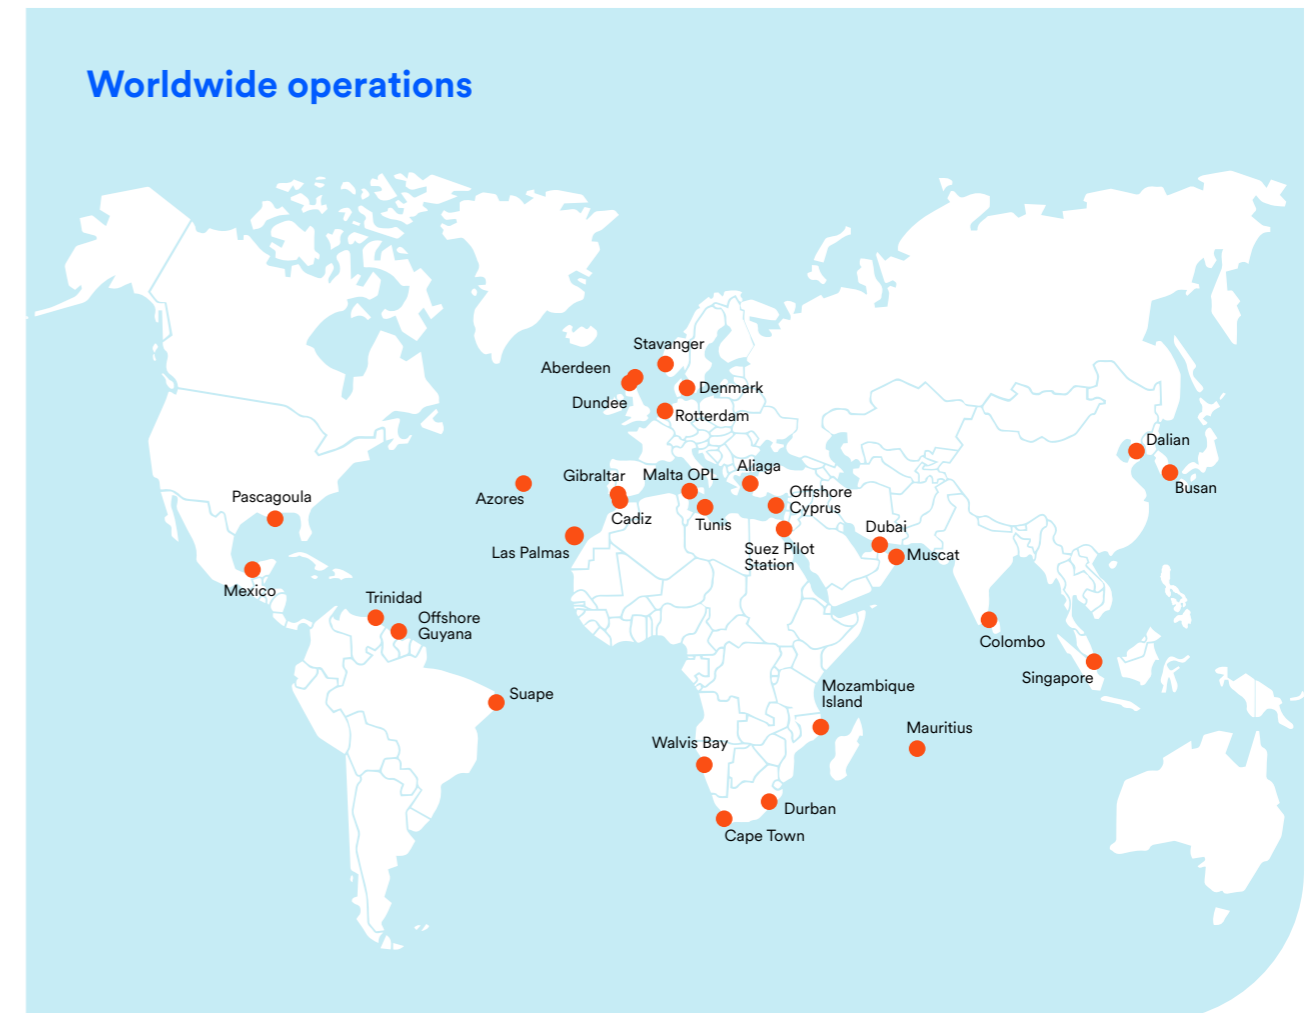 Worldwide operations
Stavanger
Aberdeen
Denmark
Dundee
Rotterdam
Dalian
Aliaga
Gibraltar
Malta OPL
Busan
Offshore
Cyprus
Pascagoula
Azores
Cadiz
Tunis
Dubai
Las Palmas
Suez Pilot
Station
Muscat
Mexico
Trinidad
Offshore
Guyana
Colombo
Singapore
Mozambique
Island
Suape
Mauritius
Walvis Bay
Durban
Cape Town